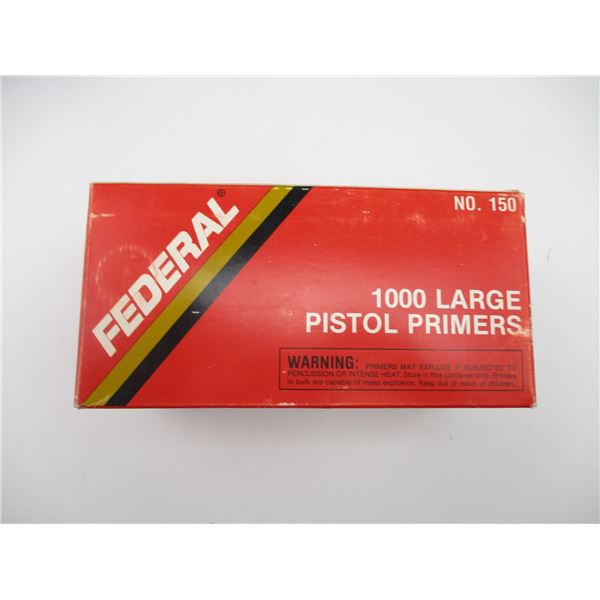 FEDERAL®
NO. 150
1000 LARGE
PISTOL PRIMERS
WARNING: PRIMERS MAY EXPLODE IF SUBJECTED TO
PERCUSSION OR INTENSE HEAT. Store in this container only. Primers
in bulk are capable of mass explosion. Keep out of reach of children.